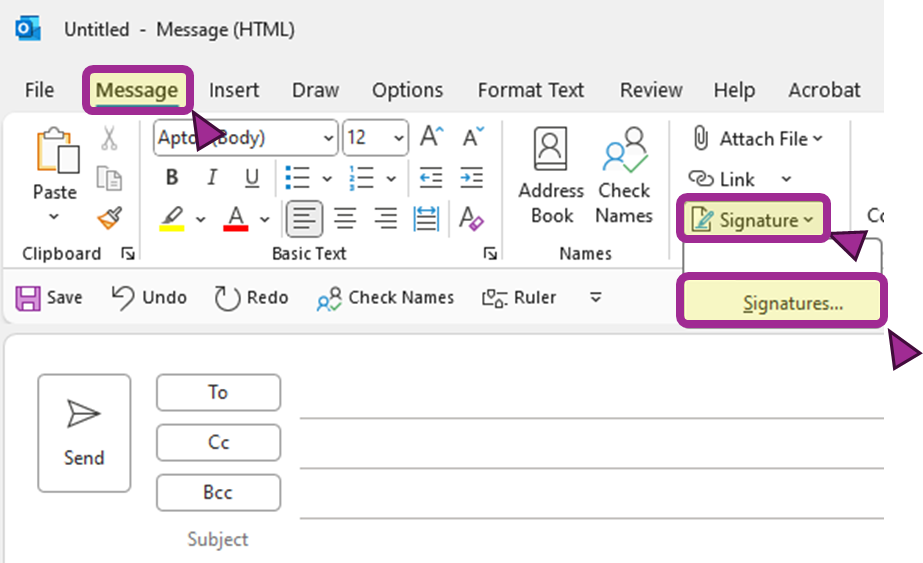 Untitled - Message (HTML)
File Message Insert Draw Options Format Text Review Help Acrobat
(Body) 12 A A Attach File
Paste B I U Address Book Check Names Link
A A Signature
Clipboard Basic Text Names
Save Undo Redo Check Names Ruler Signatures...
To
Send Cc
Bcc
Subject